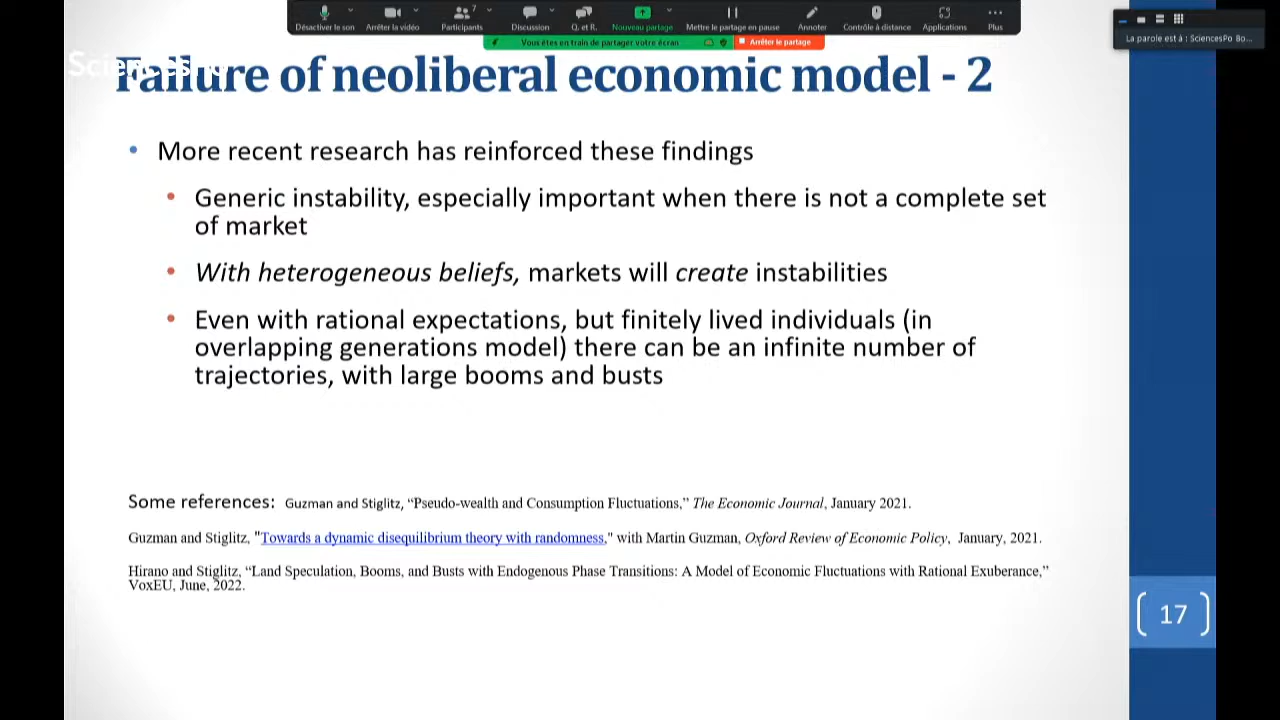 Désactiver le son
Arrêter la vidéo
Participants
7
Discussion
Q. et R.
Nouveau partage
Mettre le partage en pause
Annoter
Contrôle à distance
Applications
Plus
Vous êtes en train de partager votre écran
Arrêter le partage
La parole est à : SciencesPo Bo...
SciencesPo
Failure of neoliberal economic model - 2
• More recent research has reinforced these findings
• Generic instability, especially important when there is not a complete set
of market
• With heterogeneous beliefs, markets will create instabilities
• Even with rational expectations, but finitely lived individuals (in
overlapping generations model) there can be an infinite number of
trajectories, with large booms and busts
Some references: Guzman and Stiglitz, “Pseudo-wealth and Consumption Fluctuations,” The Economic Journal, January 2021.
Guzman and Stiglitz, "Towards a dynamic disequilibrium theory with randomness," with Martin Guzman, Oxford Review of Economic Policy, January, 2021.
Hirano and Stiglitz, “Land Speculation, Booms, and Busts with Endogenous Phase Transitions: A Model of Economic Fluctuations with Rational Exuberance,”
VoxEU, June, 2022.
17